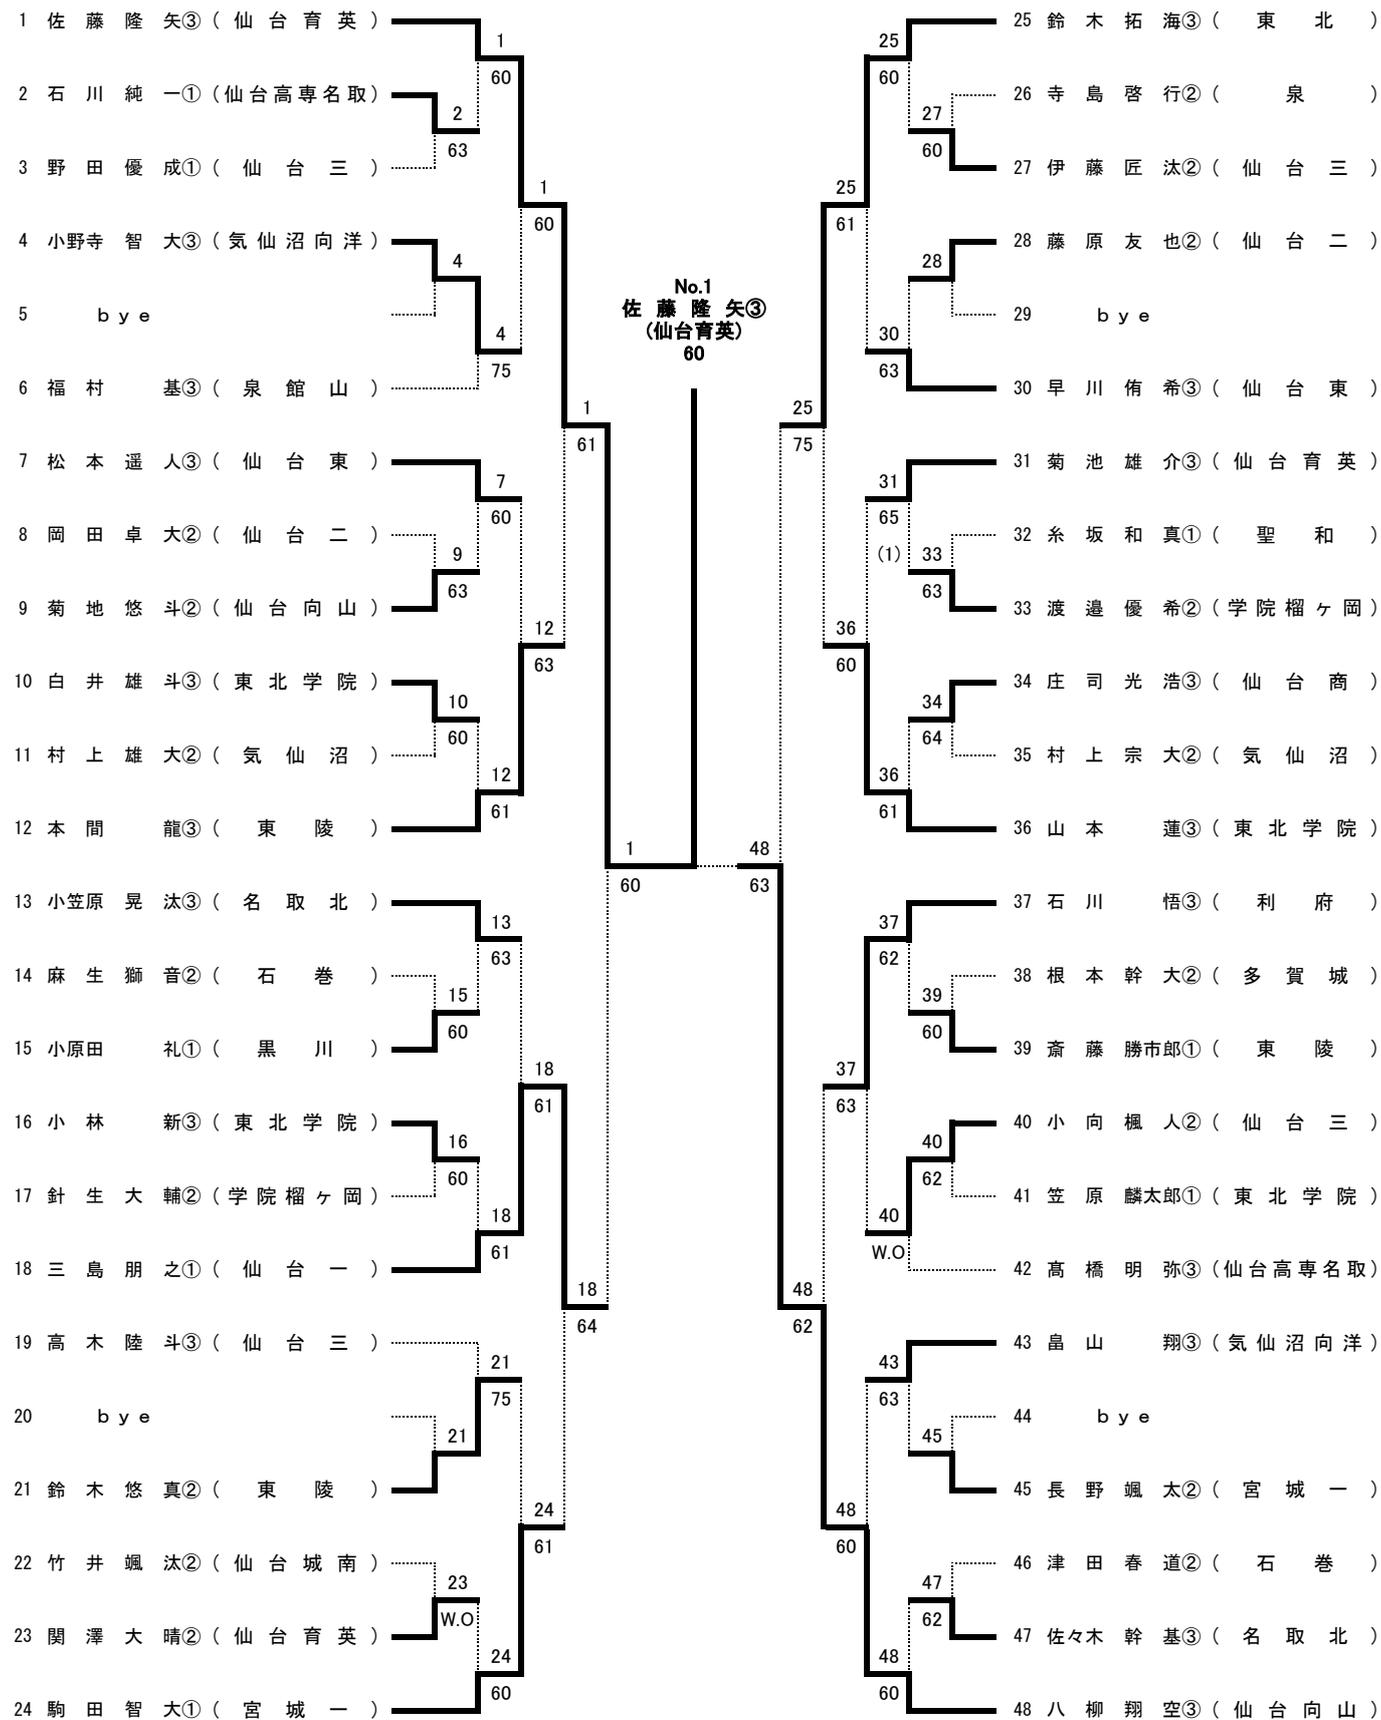 1 佐藤隆矢③(仙台育英)
2 石川純一①(仙台高専名取)
3 野田優成①(仙台三)
4 小野寺智大③(気仙沼向洋)
5 bye
6 福村基③(泉館山)
7 松本遥人③(仙台東)
8 岡田卓大②(仙台二)
9 菊地悠斗②(仙台向山)
10 白井雄斗③(東北学院)
11 村上雄大②(気仙沼)
12 本間龍③(東陵)
13 小笠原晃汰③(名取北)
14 麻生獅音②(石巻)
15 小原田礼①(黒川)
16 小林新③(東北学院)
17 針生大輔②(学院榴ヶ岡)
18 三島朋之①(仙台一)
19 高木陸斗③(仙台三)
20 bye
21 鈴木悠真②(東陵)
22 竹井颯汰②(仙台城南)
23 関澤大晴②(仙台育英)
24 駒田智大①(宮城一)
1
60
2
63
4
4
75
7
60
9
63
10
60
12
61
13
63
15
60
16
60
18
61
21
75
21
23
W.O
24
60
1
60
12
63
18
61
24
61
1
61
18
64
1
60
No.1
佐藤隆矢③
(仙台育英)
60
48
63
25
75
48
62
25
61
36
60
37
63
48
60
25
60
27
60
28
30
63
31
65
(1)
33
63
34
64
36
61
37
62
39
60
40
62
40
W.O
43
63
45
47
62
48
60
25 鈴木拓海③(東北)
26 寺島啓行②(泉)
27 伊藤匠汰②(仙台三)
28 藤原友也②(仙台二)
29 bye
30 早川侑希③(仙台東)
31 菊池雄介③(仙台育英)
32 糸坂和真①(聖和)
33 渡邉優希②(学院榴ヶ岡)
34 庄司光浩③(仙台商)
35 村上宗大②(気仙沼)
36 山本蓮③(東北学院)
37 石川悟③(利府)
38 根本幹大②(多賀城)
39 斎藤勝市郎①(東陵)
40 小向楓人②(仙台三)
41 笠原麟太郎①(東北学院)
42 髙橋明弥③(仙台高専名取)
43 畠山翔③(気仙沼向洋)
44 bye
45 長野颯太②(宮城一)
46 津田春道②(石巻)
47 佐々木幹基③(名取北)
48 八柳翔空③(仙台向山)